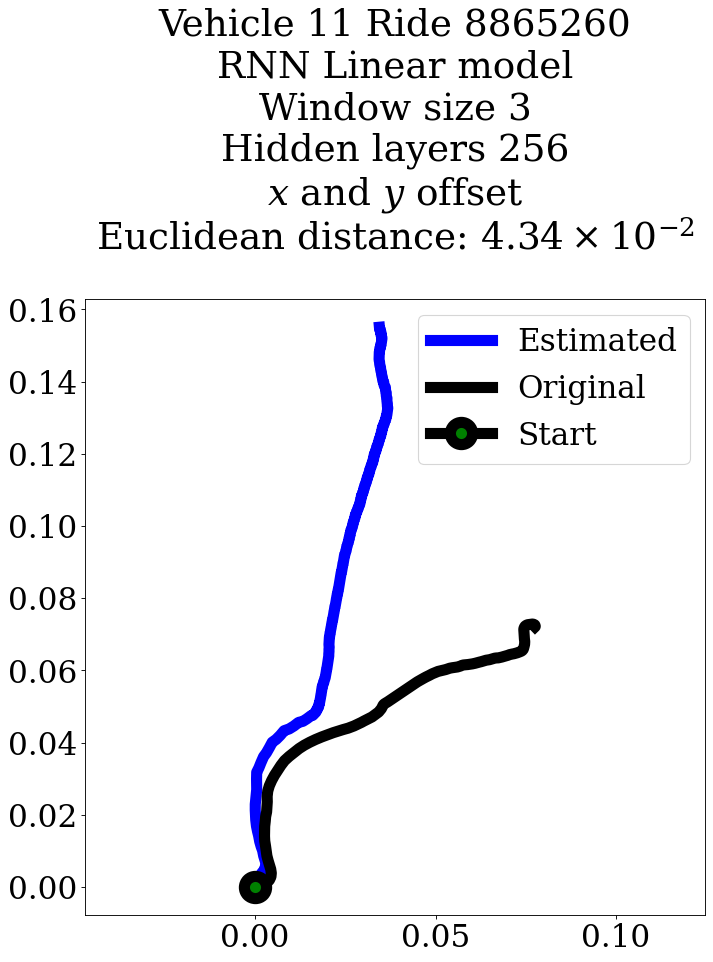 Vehicle 11 Ride 8865260
RNN Linear model
Window size 3
Hidden layers 256
x and y offset
Euclidean distance: 4.34 × 10⁻²
0.16
0.14
0.12
0.10
0.08
0.06
0.04
0.02
0.00
Estimated
Original
Start
0.00 0.05 0.10